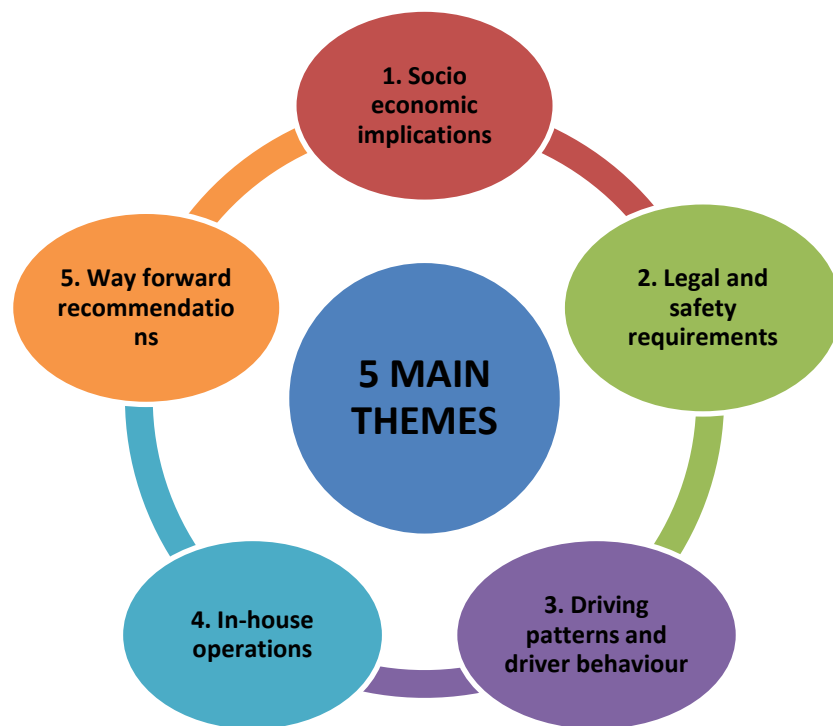 1. Socio
economic
implications
2. Legal and
safety
requirements
3. Driving
patterns and
driver behaviour
4. In-house
operations
5. Way forward
recommendatio
ns
5 MAIN
THEMES